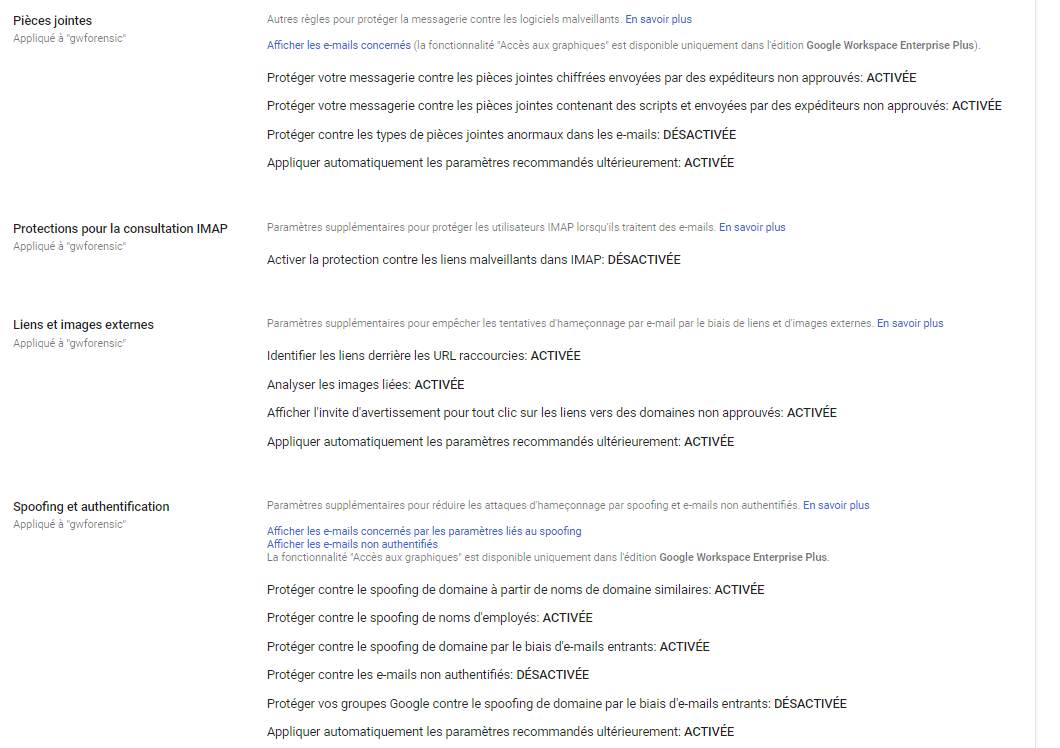 Pièces jointes
Appliqué à "gwforensic"
Autres règles pour protéger la messagerie contre les logiciels malveillants. En savoir plus
Afficher les e-mails concernés (la fonctionnalité "Accès aux graphiques" est disponible uniquement dans l'édition Google Workspace Enterprise Plus).
Protéger votre messagerie contre les pièces jointes chiffrées envoyées par des expéditeurs non approuvés: ACTIVÉE
Protéger votre messagerie contre les pièces jointes contenant des scripts et envoyées par des expéditeurs non approuvés: ACTIVÉE
Protéger contre les types de pièces jointes anormaux dans les e-mails: DÉSACTIVÉE
Appliquer automatiquement les paramètres recommandés ultérieurement: ACTIVÉE
Protections pour la consultation IMAP
Appliqué à "gwforensic"
Paramètres supplémentaires pour protéger les utilisateurs IMAP lorsqu'ils traitent des e-mails. En savoir plus
Activer la protection contre les liens malveillants dans IMAP: DÉSACTIVÉE
Liens et images externes
Appliqué à "gwforensic"
Paramètres supplémentaires pour empêcher les tentatives d'hameçonnage par e-mail par le biais de liens et d'images externes. En savoir plus
Identifier les liens derrière les URL raccourcies: ACTIVÉE
Analyser les images liées: ACTIVÉE
Afficher l'invite d'avertissement pour tout clic sur les liens vers des domaines non approuvés: ACTIVÉE
Appliquer automatiquement les paramètres recommandés ultérieurement: ACTIVÉE
Spoofing et authentification
Appliqué à "gwforensic"
Paramètres supplémentaires pour réduire les attaques d'hameçonnage par spoofing et e-mails non authentifiés. En savoir plus
Afficher les e-mails concernés par les paramètres liés au spoofing
Afficher les e-mails non authentifiés
La fonctionnalité "Accès aux graphiques" est disponible uniquement dans l'édition Google Workspace Enterprise Plus.
Protéger contre le spoofing de domaine à partir de noms de domaine similaires: ACTIVÉE
Protéger contre le spoofing de noms d'employés: ACTIVÉE
Protéger contre le spoofing de domaine par le biais d'e-mails entrants: ACTIVÉE
Protéger contre les e-mails non authentifiés: DÉSACTIVÉE
Protéger vos groupes Google contre le spoofing de domaine par le biais d'e-mails entrants: DÉSACTIVÉE
Appliquer automatiquement les paramètres recommandés ultérieurement: ACTIVÉE